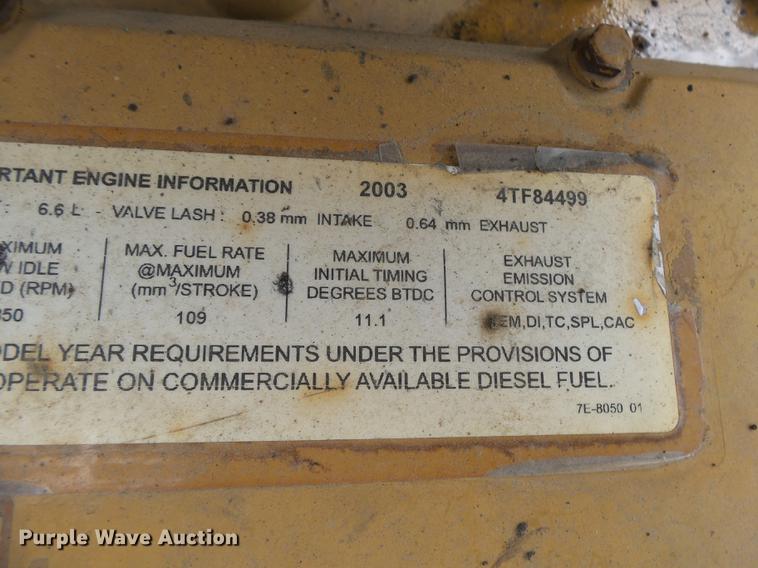 RTANT ENGINE INFORMATION 2003 4TF84499
6.6 L - VALVE LASH : 0.38 mm INTAKE 0.64 mm EXHAUST
XIMUM MAX. FUEL RATE MAXIMUM EXHAUST
W IDLE @MAXIMUM INITIAL TIMING EMISSION
D (RPM) (mm³/STROKE) DEGREES BTDC CONTROL SYSTEM
50 109 11.1 EM,DI,TC,SPL,CAC
ODEL YEAR REQUIREMENTS UNDER THE PROVISIONS OF
OPERATE ON COMMERCIALLY AVAILABLE DIESEL FUEL.
7E-8050 01
Purple Wave Auction